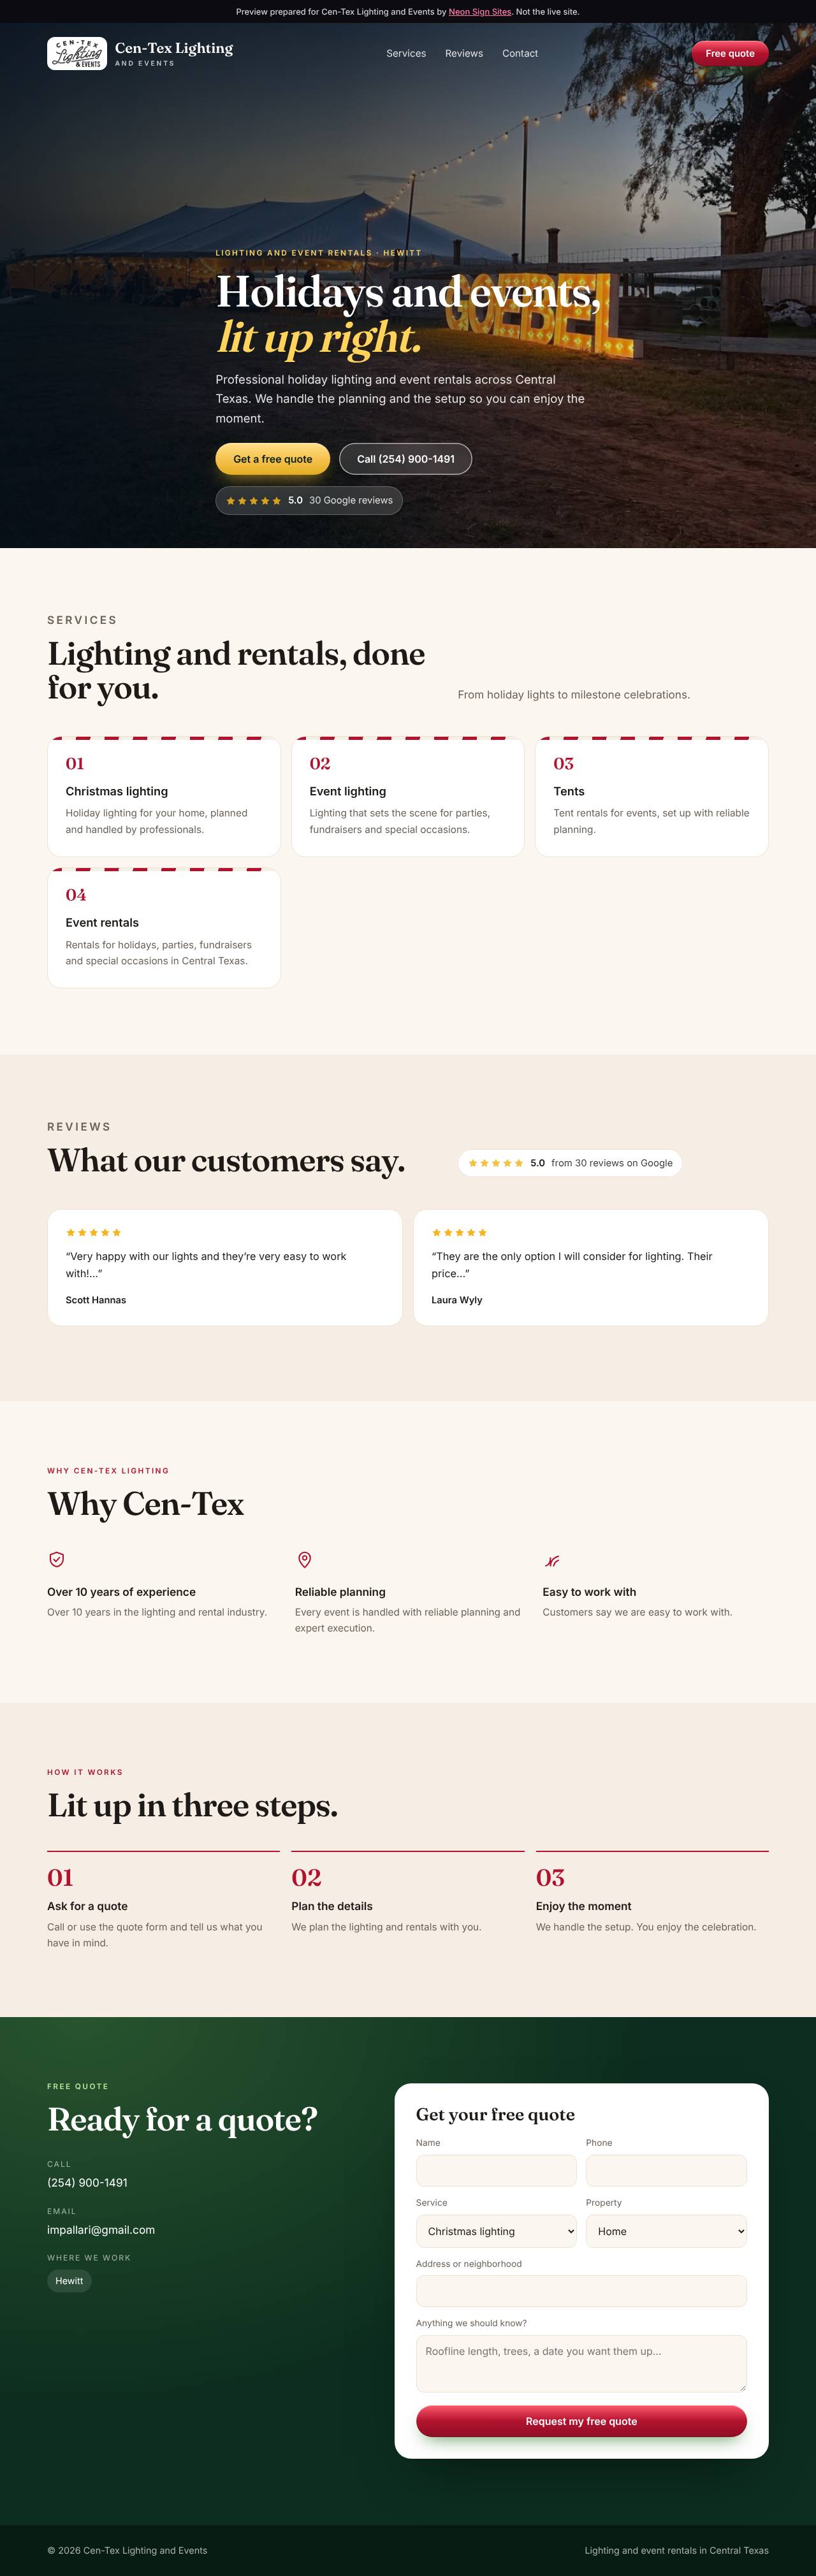 Preview prepared for Cen-Tex Lighting and Events by Neon Sign Sites. Not the live site.
CEN-TEX
Lighting
& EVENTS
Cen-Tex Lighting
AND EVENTS
Services
Reviews
Contact
Free quote
LIGHTING AND EVENT RENTALS · HEWITT
GOEBEL
Holidays and events,
lit up right.
Professional holiday lighting and event rentals across Central
Texas. We handle the planning and the setup so you can enjoy the
moment.
Get a free quote
Call (254) 900-1491
5.0 30 Google reviews
SERVICES
Lighting and rentals, done
for you.
From holiday lights to milestone celebrations.
01
Christmas lighting
Holiday lighting for your home, planned
and handled by professionals.
02
Event lighting
Lighting that sets the scene for parties,
fundraisers and special occasions.
03
Tents
Tent rentals for events, set up with reliable
planning.
04
Event rentals
Rentals for holidays, parties, fundraisers
and special occasions in Central Texas.
REVIEWS
What our customers say.
5.0 from 30 reviews on Google
“Very happy with our lights and they’re very easy to work
with!…”
Scott Hannas
“They are the only option I will consider for lighting. Their
price…”
Laura Wyly
WHY CEN-TEX LIGHTING
Why Cen-Tex
Over 10 years of experience
Over 10 years in the lighting and rental industry.
Reliable planning
Every event is handled with reliable planning and
expert execution.
Easy to work with
Customers say we are easy to work with.
HOW IT WORKS
Lit up in three steps.
01
Ask for a quote
Call or use the quote form and tell us what you
have in mind.
02
Plan the details
We plan the lighting and rentals with you.
03
Enjoy the moment
We handle the setup. You enjoy the celebration.
FREE QUOTE
Ready for a quote?
CALL
(254) 900-1491
EMAIL
impallari@gmail.com
WHERE WE WORK
Hewitt
Get your free quote
Name
Phone
Service
Property
Christmas lighting
Home
Address or neighborhood
Anything we should know?
Roofline length, trees, a date you want them up…
Request my free quote
© 2026 Cen-Tex Lighting and Events
Lighting and event rentals in Central Texas